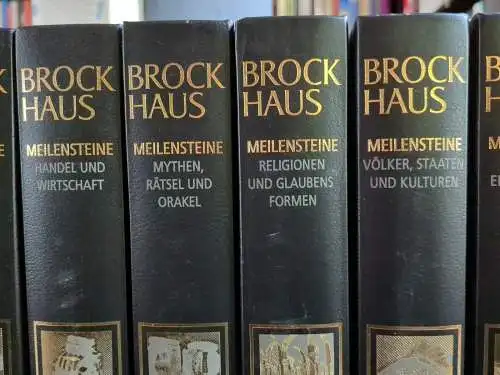 BROCK
HAUS
MEILENSTEINE
HANDEL UND
WIRTSCHAFT
BROCK
HAUS
MEILENSTEINE
MYTHEN,
RÄTSEL UND
ORAKEL
BROCK
HAUS
MEILENSTEINE
RELIGIONEN
UND GLAUBENS
FORMEN
BROCK
HAUS
MEILENSTEINE
VÖLKER, STAATEN
UND KULTUREN